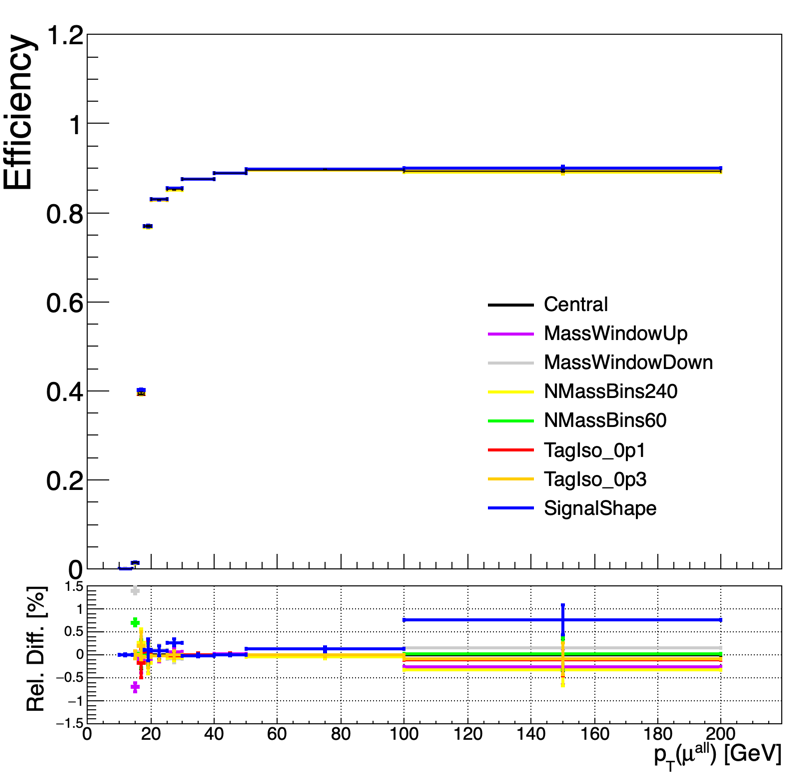 Efficiency
1.2
1
0.8
0.6
0.4
0.2
0
Central
MassWindowUp
MassWindowDown
NMassBins240
NMassBins60
TagIso_0p1
TagIso_0p3
SignalShape
Rel. Diff. [%]
1.5
1
0.5
0
−0.5
−1
−1.5
0 20 40 60 80 100 120 140 160 180 200
p_T(μ^all) [GeV]